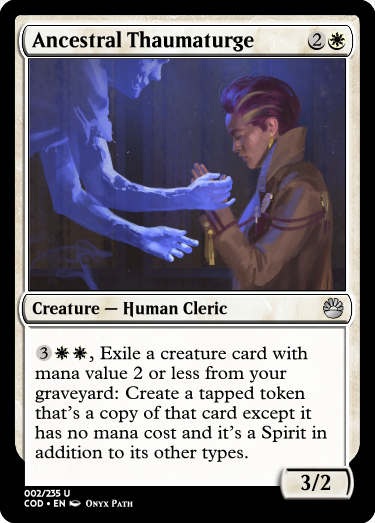 Ancestral Thaumaturge 2
Creature — Human Cleric
3, Exile a creature card with
mana value 2 or less from your
graveyard: Create a tapped token
that's a copy of that card except it
has no mana cost and it's a Spirit in
addition to its other types.
3/2
002/235 U
COD • EN Onyx Path